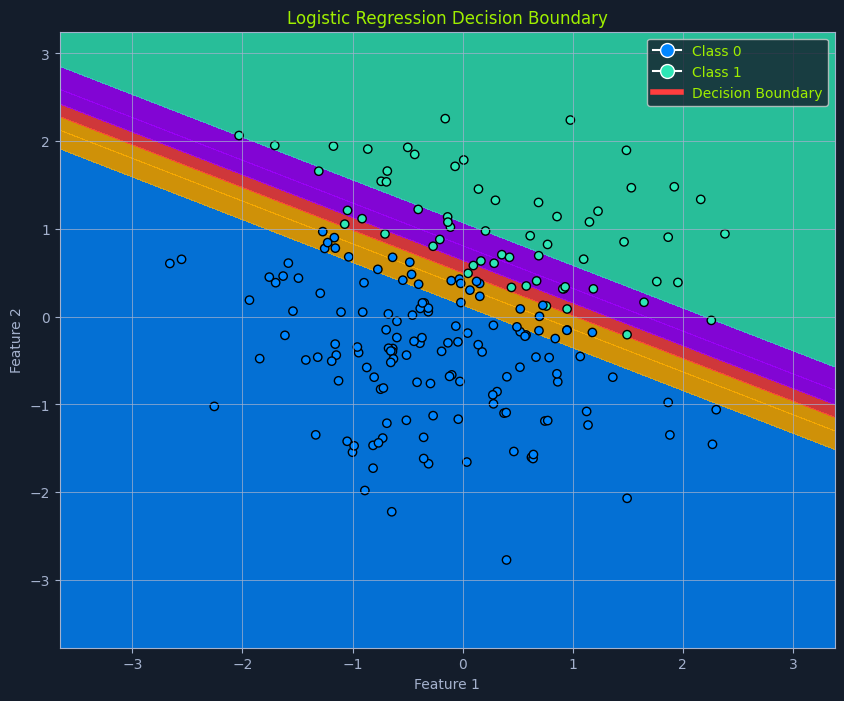 Logistic Regression Decision Boundary
Class 0
Class 1
Decision Boundary
3
2
1
0
−1
−2
−3
Feature 2
−3
−2
−1
0
1
2
3
Feature 1